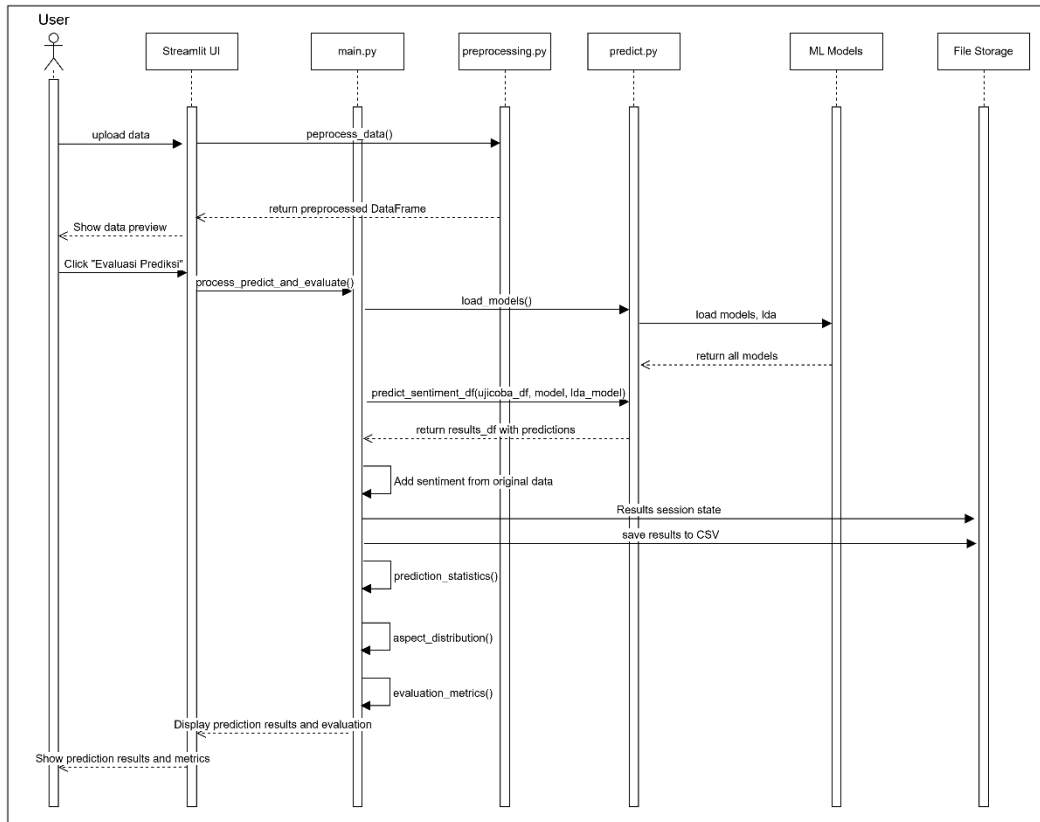 User
Streamlit UI
main.py
preprocessing.py
predict.py
ML Models
File Storage
upload data
peprocess_data()
return preprocessed DataFrame
Show data preview
Click "Evaluasi Prediksi"
process_predict_and_evaluate()
load_models()
load models, lda
return all models
predict_sentiment_df(ujicoba_df, model, lda_model)
return results_df with predictions
Add sentiment from original data
Results session state
save results to CSV
prediction_statistics()
aspect_distribution()
evaluation_metrics()
Display prediction results and evaluation
Show prediction results and metrics